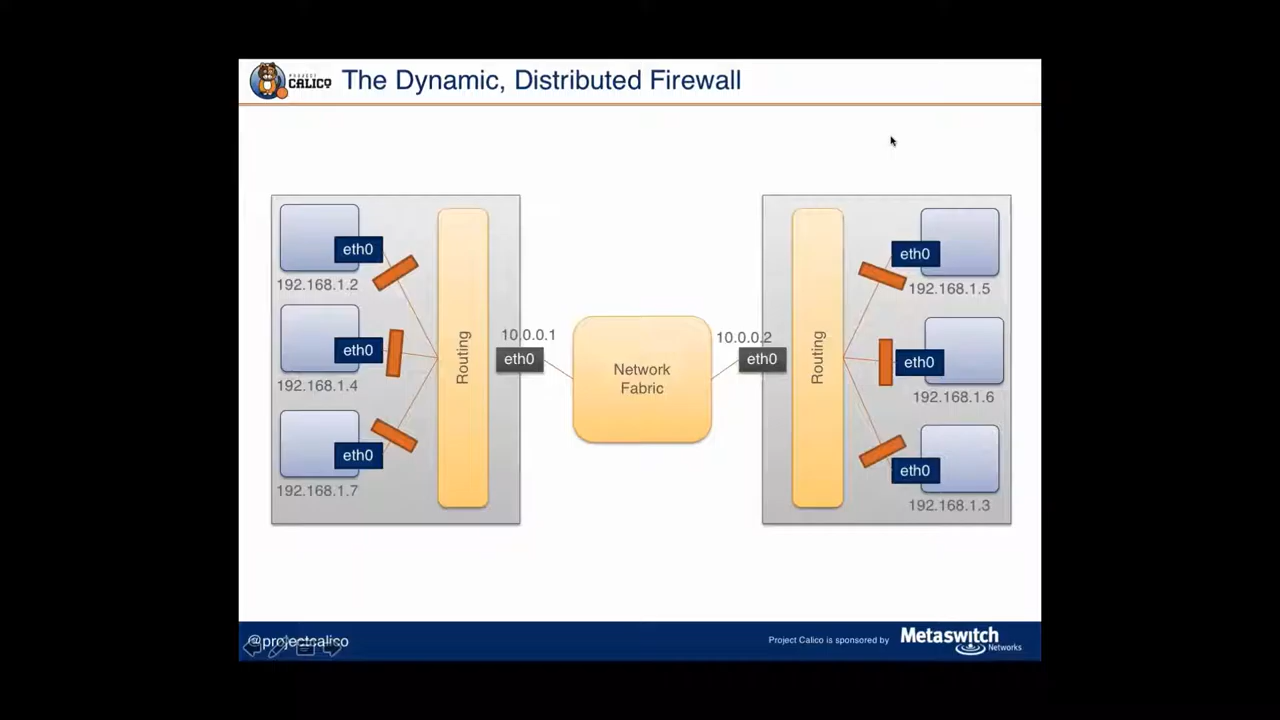 PROJECT
CALICO
The Dynamic, Distributed Firewall
eth0
192.168.1.2
eth0
192.168.1.4
eth0
192.168.1.7
Routing
10.0.0.1
eth0
Network
Fabric
10.0.0.2
eth0
Routing
eth0
192.168.1.5
eth0
192.168.1.6
eth0
192.168.1.3
@projectcalico
Project Calico is sponsored by
Metaswitch
Networks